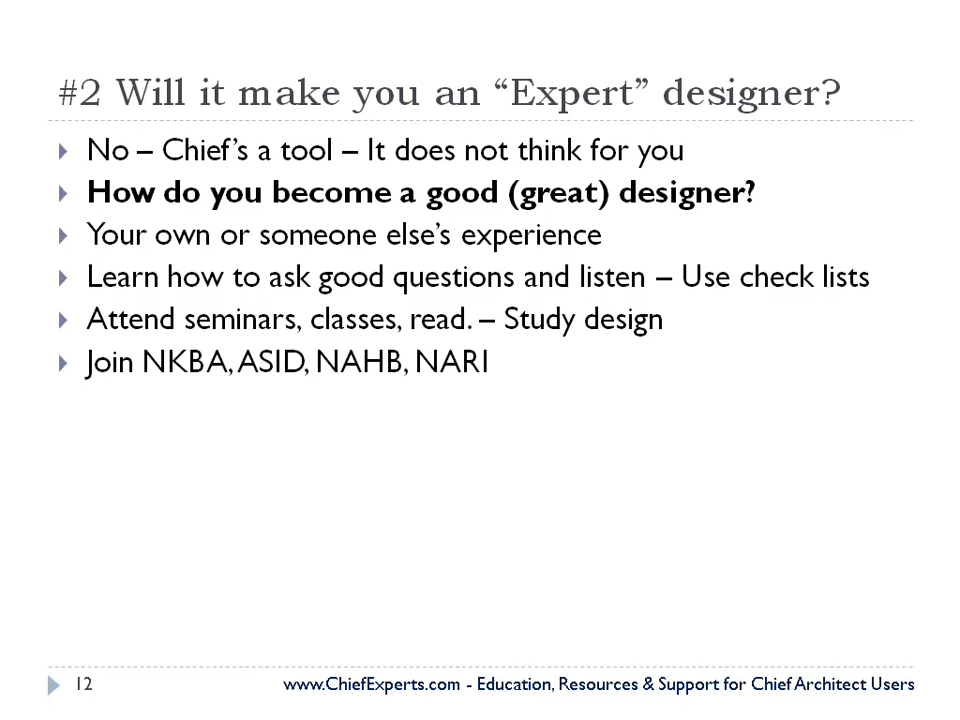 #2 Will it make you an “Expert” designer?
No – Chief’s a tool – It does not think for you
How do you become a good (great) designer?
Your own or someone else’s experience
Learn how to ask good questions and listen – Use check lists
Attend seminars, classes, read. – Study design
Join NKBA, ASID, NAHB, NARI
12 www.ChiefExperts.com - Education, Resources & Support for Chief Architect Users